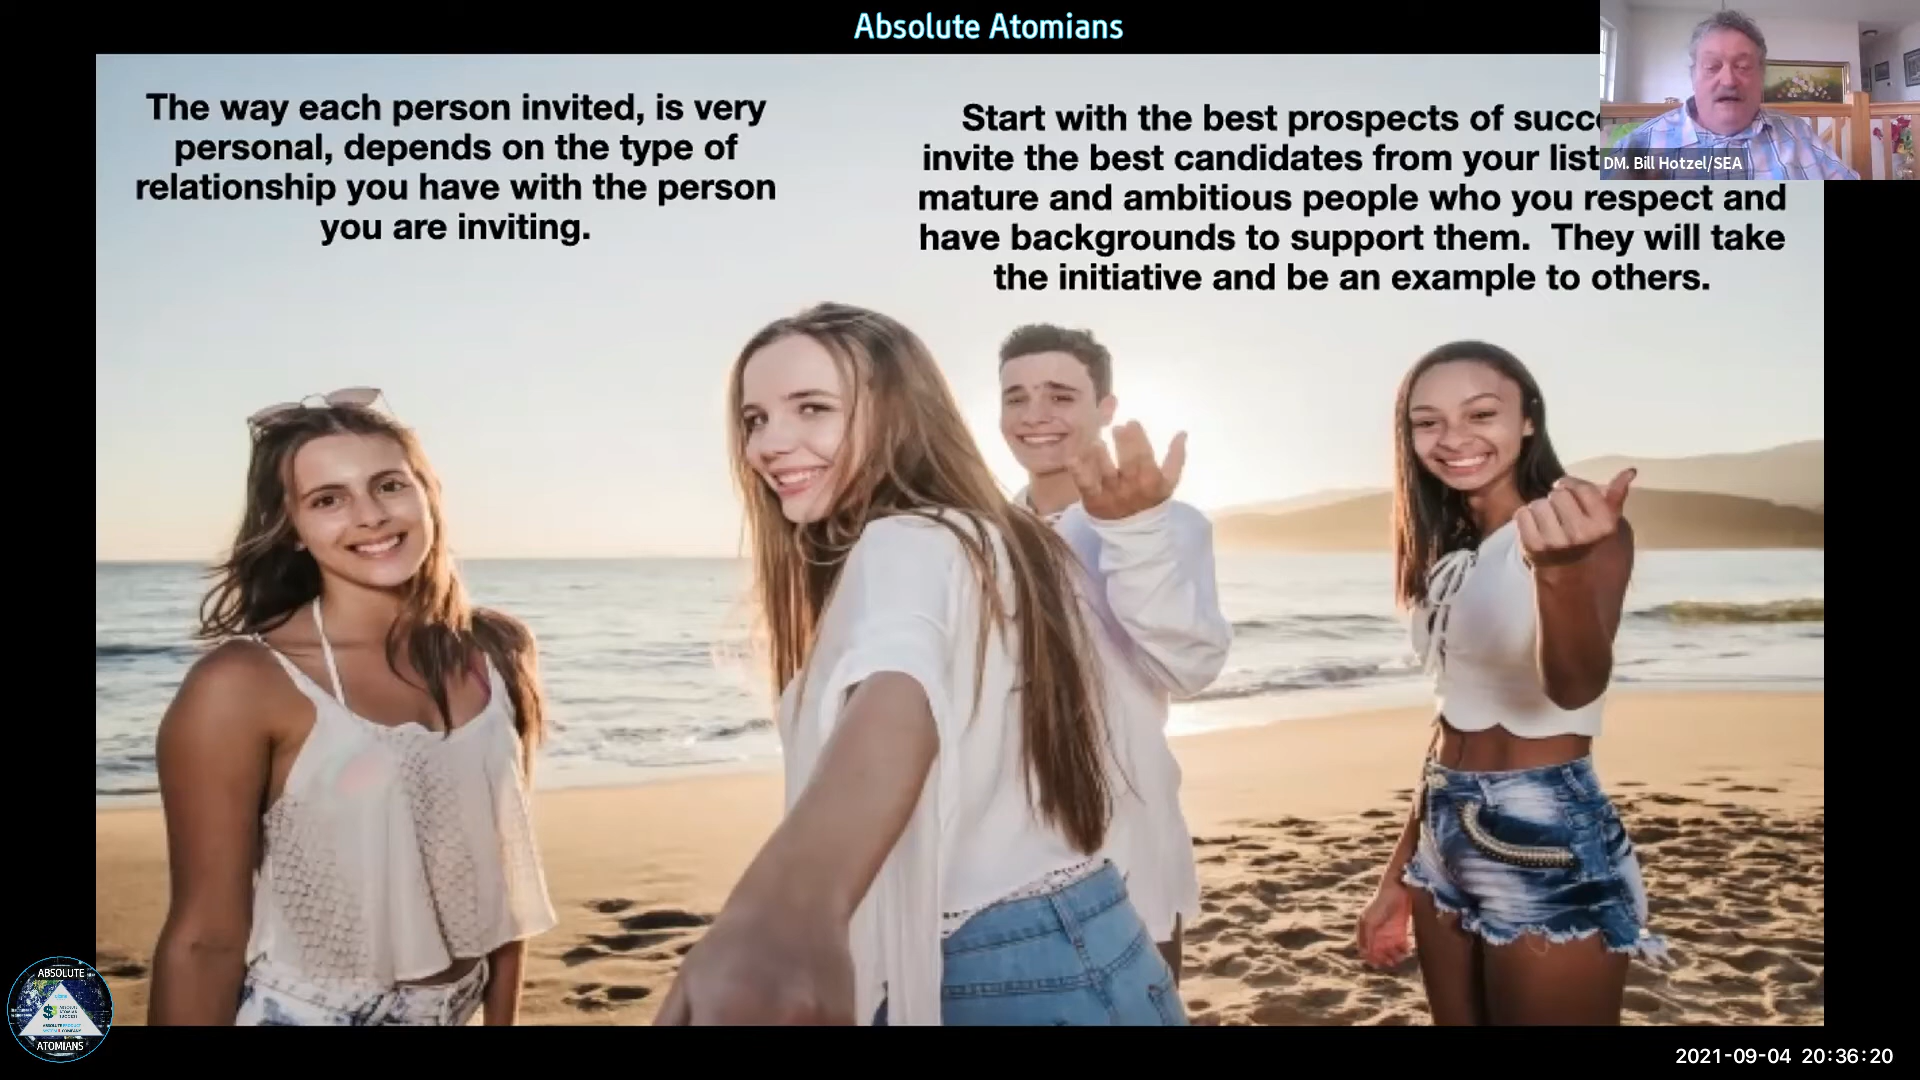 Absolute Atomians
The way each person invited, is very
personal, depends on the type of
relationship you have with the person
you are inviting.
Start with the best prospects of succ
invite the best candidates from your list
mature and ambitious people who you respect and
have backgrounds to support them. They will take
the initiative and be an example to others.
DM. Bill Hotzel/SEA
ABSOLUTE
$
ATOMIANS
2021-09-04 20:36:20